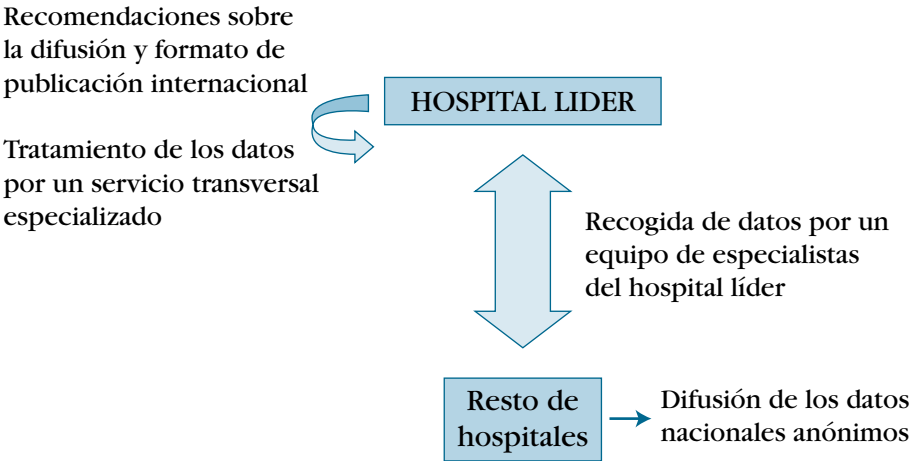 Recomendaciones sobre
la difusión y formato de
publicación internacional
HOSPITAL LIDER
Tratamiento de los datos
por un servicio transversal
especializado
Recogida de datos por un
equipo de especialistas
del hospital líder
Resto de
hospitales
Difusión de los datos
nacionales anónimos